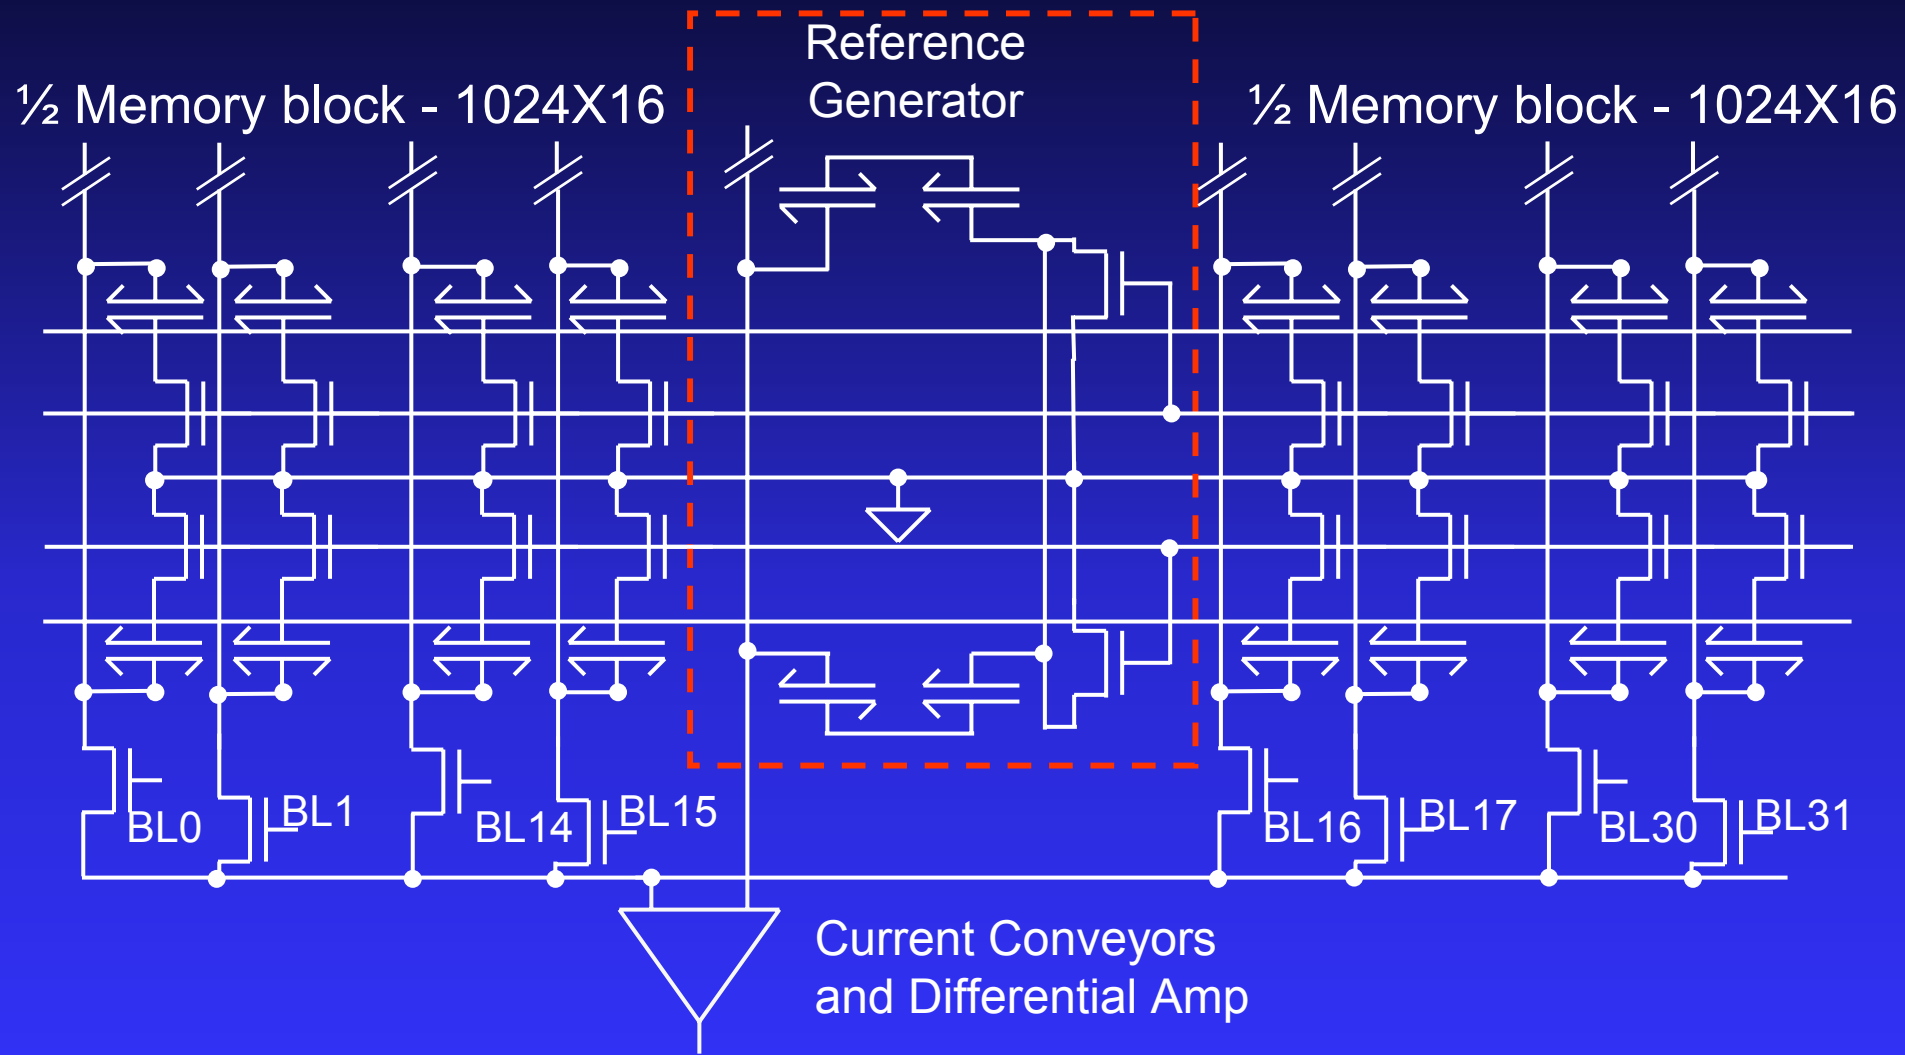 Reference
Generator
½ Memory block - 1024X16
½ Memory block - 1024X16
BL0
BL1
BL14
BL15
BL16
BL17
BL30
BL31
Current Conveyors
and Differential Amp